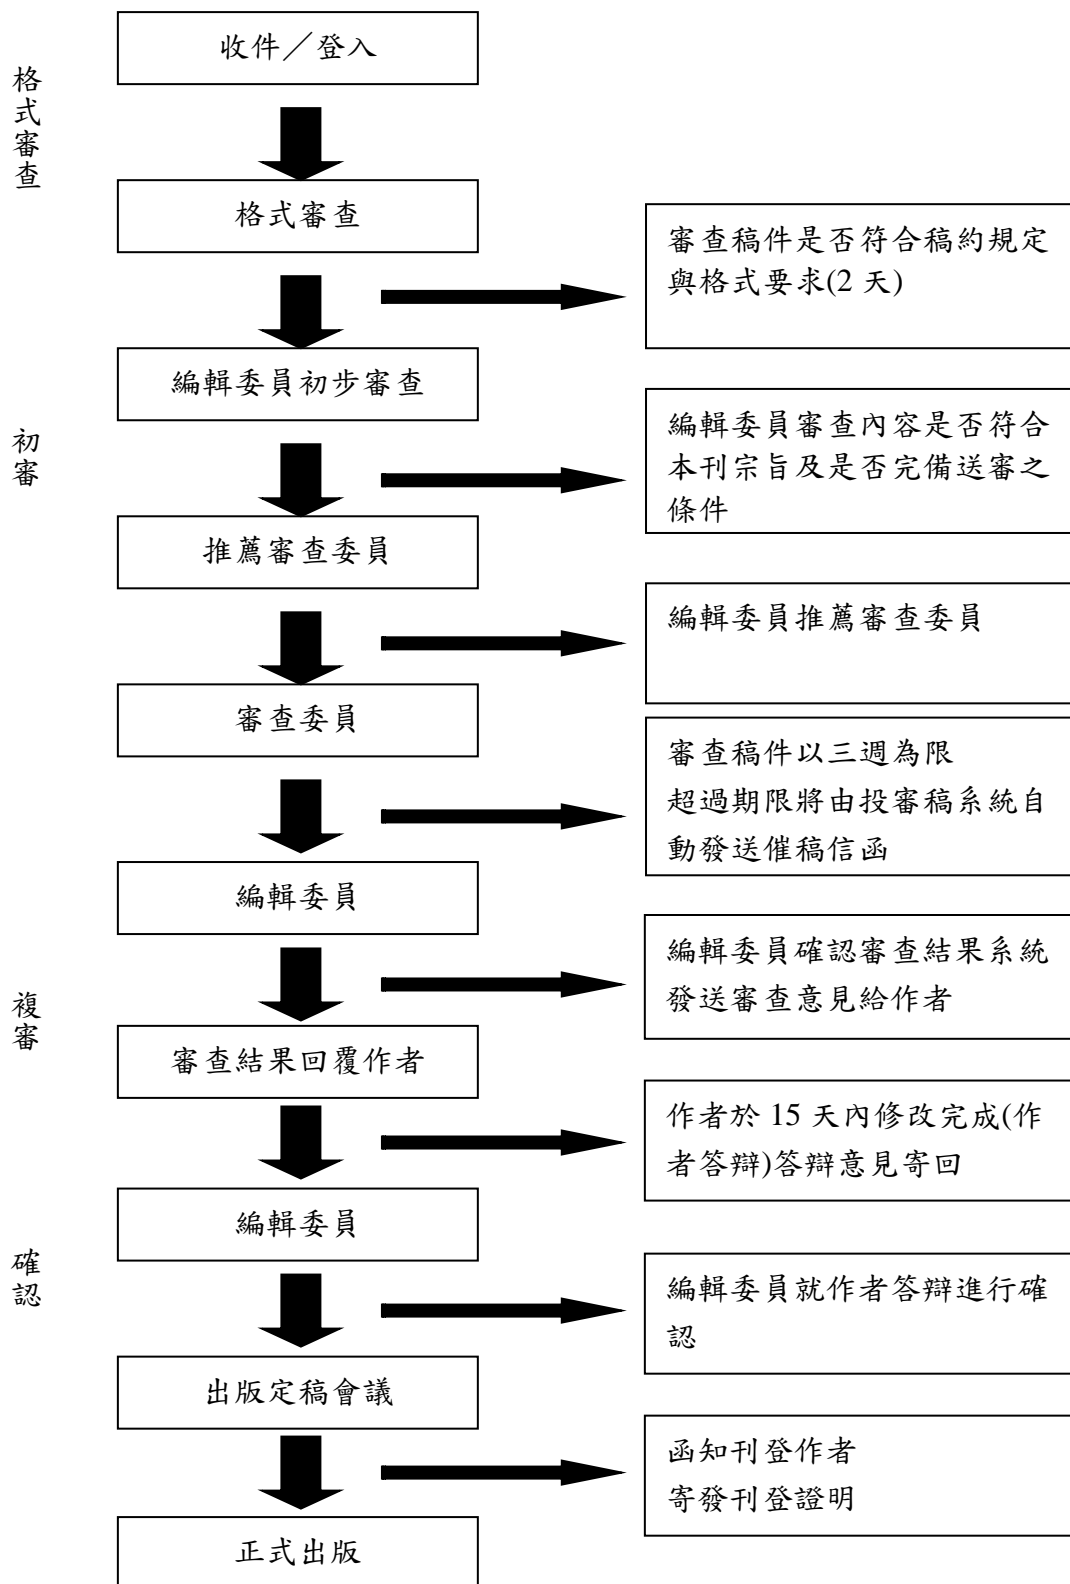 收件／登入
格式審查
格式審查
審查稿件是否符合稿約規定
與格式要求(2 天)
編輯委員初步審查
初審
編輯委員審查內容是否符合
本刊宗旨及是否完備送審之
條件
推薦審查委員
編輯委員推薦審查委員
審查委員
審查稿件以三週為限
超過期限將由投審稿系統自
動發送催稿信函
編輯委員
編輯委員確認審查結果系統
發送審查意見給作者
複審
審查結果回覆作者
作者於 15 天內修改完成(作
者答辯)答辯意見寄回
編輯委員
確認
編輯委員就作者答辯進行確
認
出版定稿會議
函知刊登作者
寄發刊登證明
正式出版